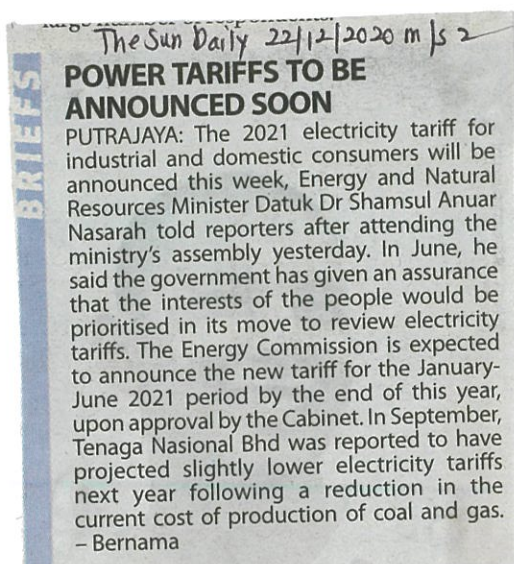 The Sun Daily 22/12/2020 m/s 2
BRIEFS
POWER TARIFFS TO BE
ANNOUNCED SOON
PUTRAJAYA: The 2021 electricity tariff for
industrial and domestic consumers will be
announced this week, Energy and Natural
Resources Minister Datuk Dr Shamsul Anuar
Nasarah told reporters after attending the
ministry's assembly yesterday. In June, he
said the government has given an assurance
that the interests of the people would be
prioritised in its move to review electricity
tariffs. The Energy Commission is expected
to announce the new tariff for the January-
June 2021 period by the end of this year,
upon approval by the Cabinet. In September,
Tenaga Nasional Bhd was reported to have
projected slightly lower electricity tariffs
next year following a reduction in the
current cost of production of coal and gas.
– Bernama